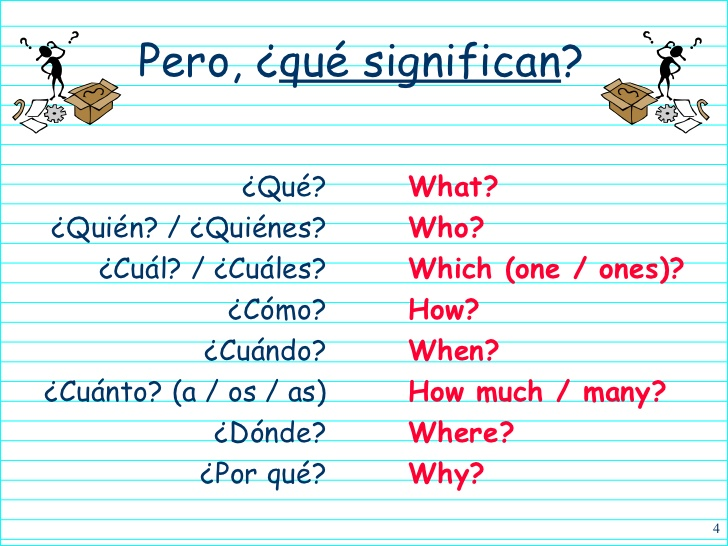 Pero, ¿qué significan?
¿Qué? What?
¿Quién? / ¿Quiénes? Who?
¿Cuál? / ¿Cuáles? Which (one / ones)?
¿Cómo? How?
¿Cuándo? When?
¿Cuánto? (a / os / as) How much / many?
¿Dónde? Where?
¿Por qué? Why?
4